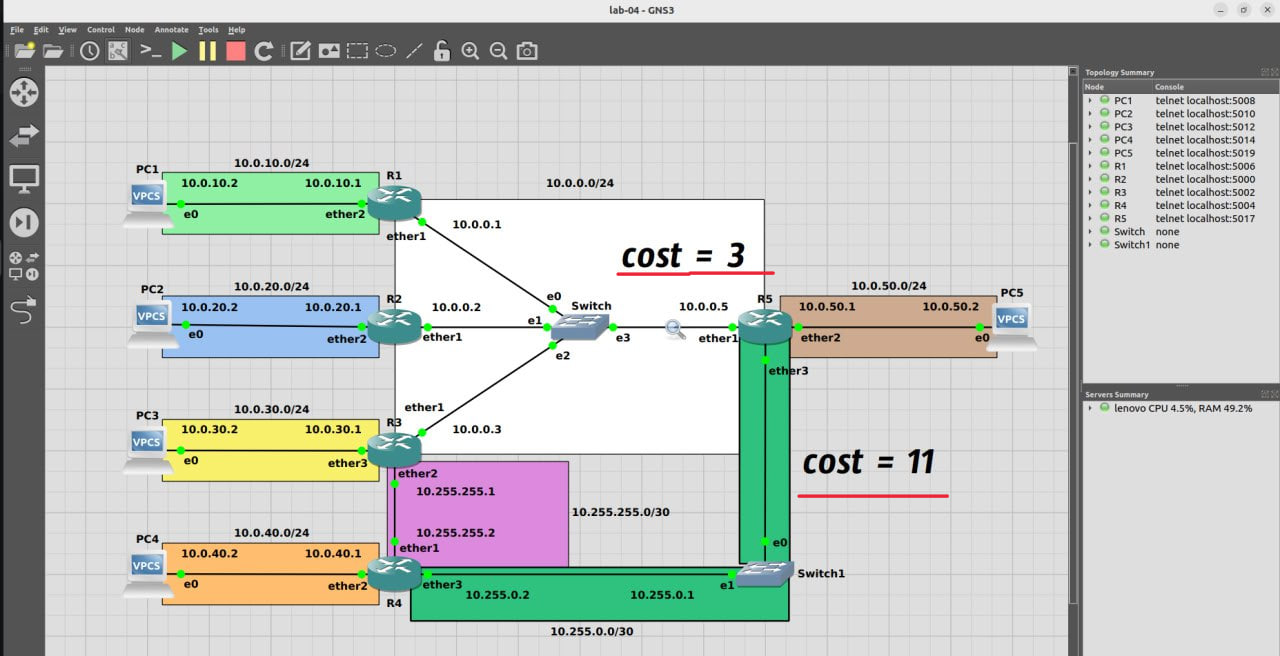 lab-04 - GNS3
File Edit View Control Node Annotate Tools Help
Topology Summary
Node Console
PC1 telnet localhost:5008
PC2 telnet localhost:5010
PC3 telnet localhost:5012
PC4 telnet localhost:5014
PC5 telnet localhost:5019
R1 telnet localhost:5006
R2 telnet localhost:5000
R3 telnet localhost:5002
R4 telnet localhost:5004
R5 telnet localhost:5017
Switch none
Switch1 none
Servers Summary
lenovo CPU 4.5%, RAM 49.2%
10.0.10.0/24
PC1
VPCS
10.0.10.2 10.0.10.1
R1
e0 ether2
ether1
10.0.0.0/24
10.0.0.1
cost = 3
10.0.20.0/24
PC2
VPCS
10.0.20.2 10.0.20.1
R2
e0 ether2
ether1
10.0.0.2
e0
Switch
e1
e2
e3
10.0.0.5
R5
ether1
10.0.50.0/24
PC5
10.0.50.1 10.0.50.2
VPCS
ether2 e0
ether3
ether1
10.0.0.3
10.0.30.0/24
PC3
VPCS
10.0.30.2 10.0.30.1
R3
e0 ether3
ether2
10.255.255.1
10.255.255.0/30
10.255.255.2
ether1
cost = 11
10.0.40.0/24
PC4
VPCS
10.0.40.2 10.0.40.1
e0 ether2
R4
ether3
e0
Switch1
e1
10.255.0.2 10.255.0.1
10.255.0.0/30